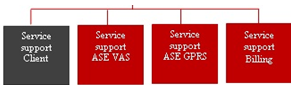 Service
support
Client
Service
support
ASE VAS
Service
support
ASE GPRS
Service
support
Billing